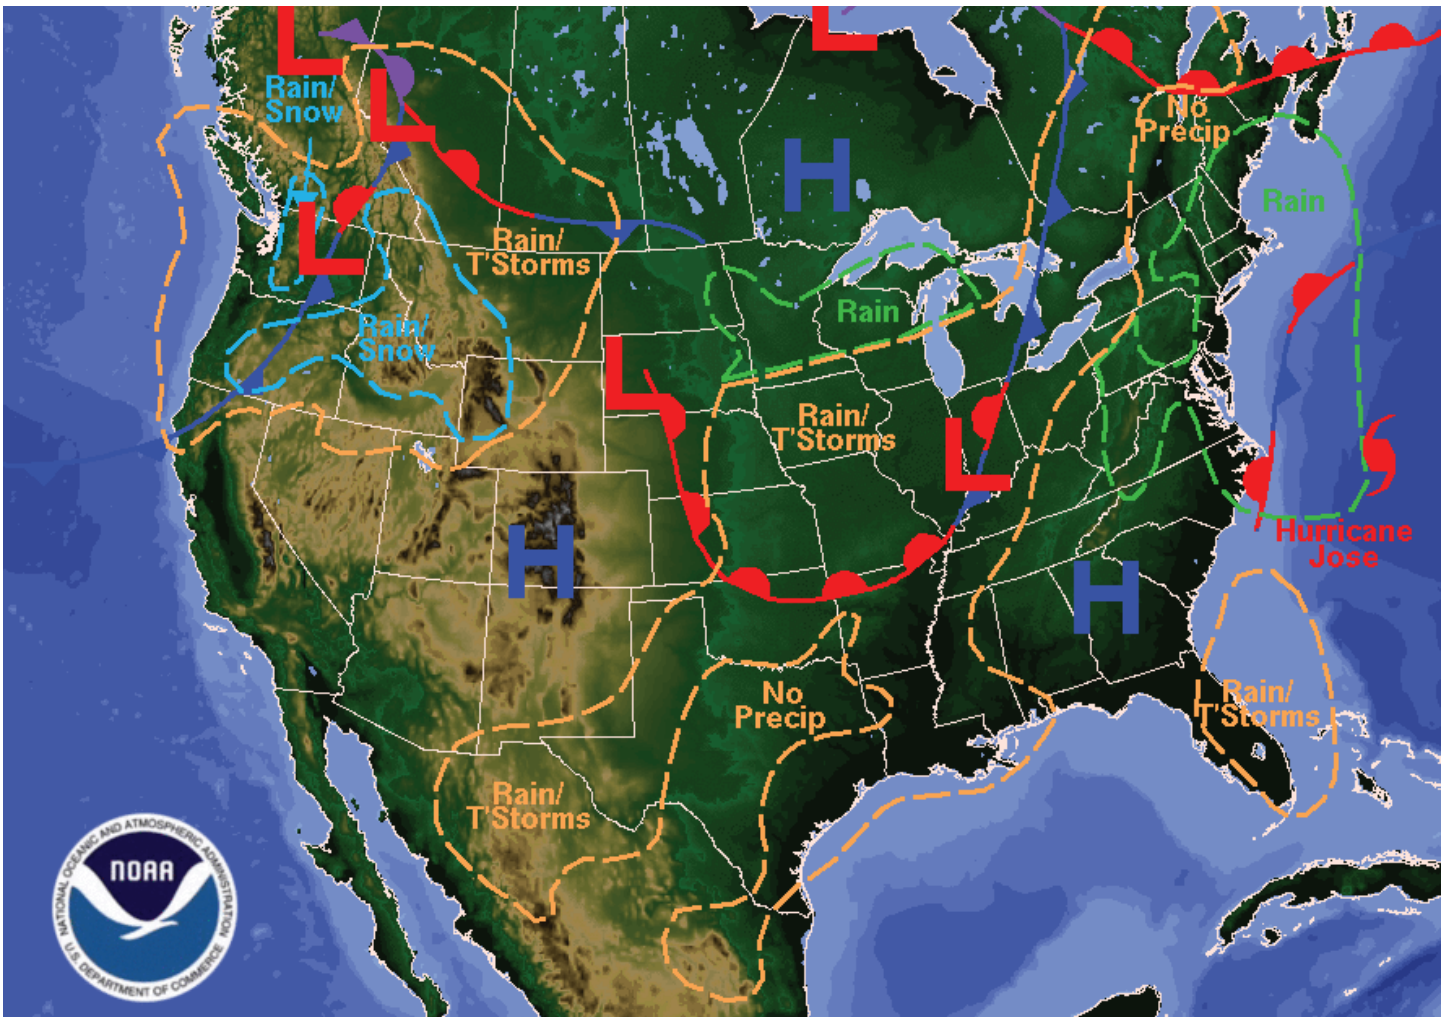 L
L
Rain/
Snow
L
No
Precip
H
Rain
L
Rain/
T'Storms
Rain
Rain/
Snow
L
Rain/
T'Storms
L
H
H
Hurricane
Jose
No
Precip
Rain/
T'Storms
Rain/
T'Storms
NATIONAL OCEANIC AND ATMOSPHERIC ADMINISTRATION
NOAA
U.S. DEPARTMENT OF COMMERCE